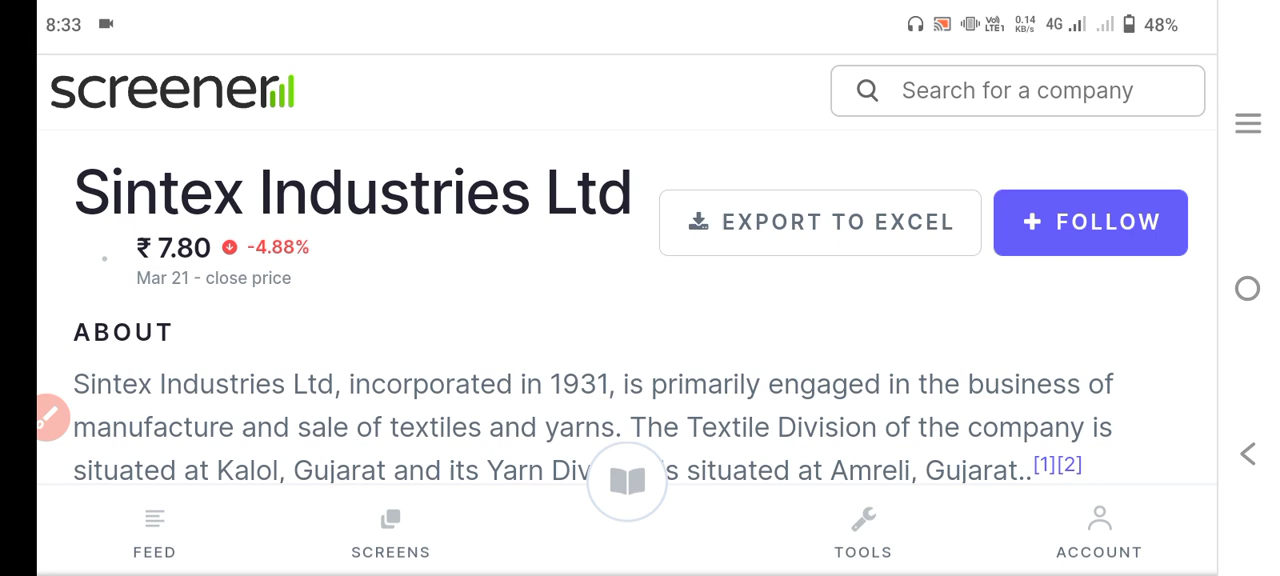 8:33
Vo) LTE1 0.14 KB/s 4G 48%
screener
Search for a company
Sintex Industries Ltd
EXPORT TO EXCEL
FOLLOW
₹ 7.80 -4.88%
Mar 21 - close price
ABOUT
Sintex Industries Ltd, incorporated in 1931, is primarily engaged in the business of
manufacture and sale of textiles and yarns. The Textile Division of the company is
situated at Kalol, Gujarat and its Yarn Div s situated at Amreli, Gujarat..[1][2]
FEED SCREENS TOOLS ACCOUNT